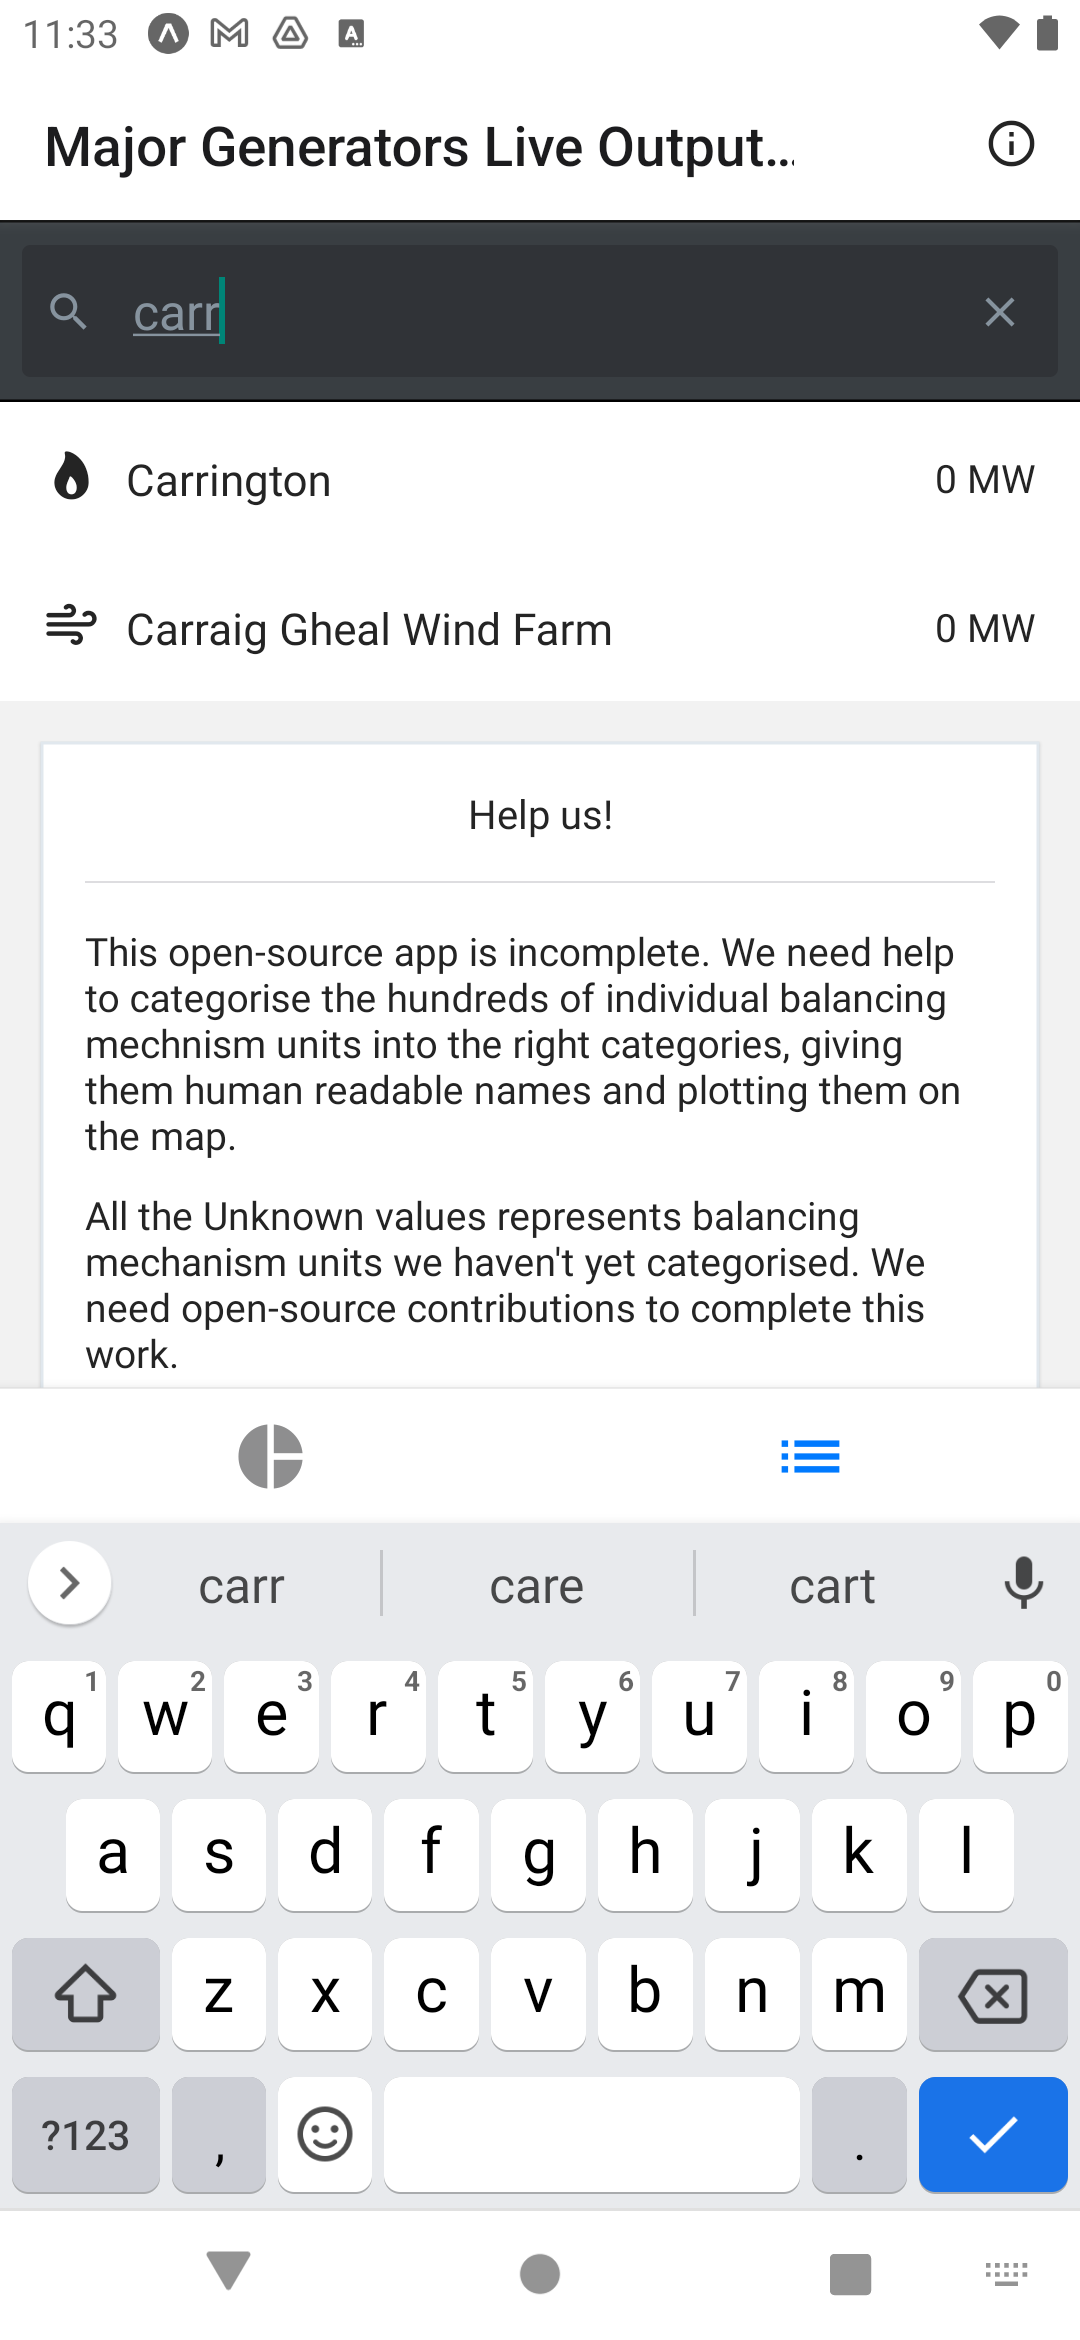 11:33
Major Generators Live Output...
carr
Carrington 0 MW
Carraig Gheal Wind Farm 0 MW
Help us!
This open-source app is incomplete. We need help
to categorise the hundreds of individual balancing
mechnism units into the right categories, giving
them human readable names and plotting them on
the map.
All the Unknown values represents balancing
mechanism units we haven't yet categorised. We
need open-source contributions to complete this
work.
carr care cart
q 1 w 2 e 3 r 4 t 5 y 6 u 7 i 8 o 9 p 0
a s d f g h j k l
z x c v b n m
?123 , .